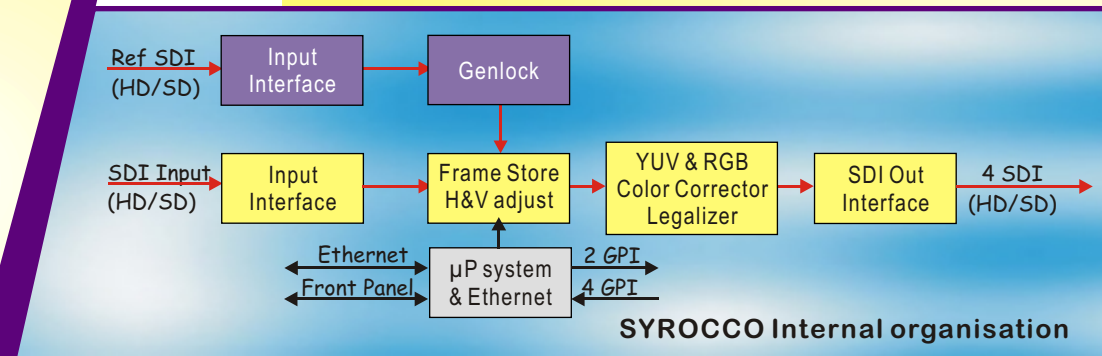 Ref SDI
(HD/SD)
Input
Interface
Genlock
SDI Input
(HD/SD)
Input
Interface
Frame Store
H&V adjust
YUV & RGB
Color Corrector
Legalizer
SDI Out
Interface
4 SDI
(HD/SD)
Ethernet
Front Panel
µP system
& Ethernet
2 GPI
4 GPI
SYROCCO Internal organisation